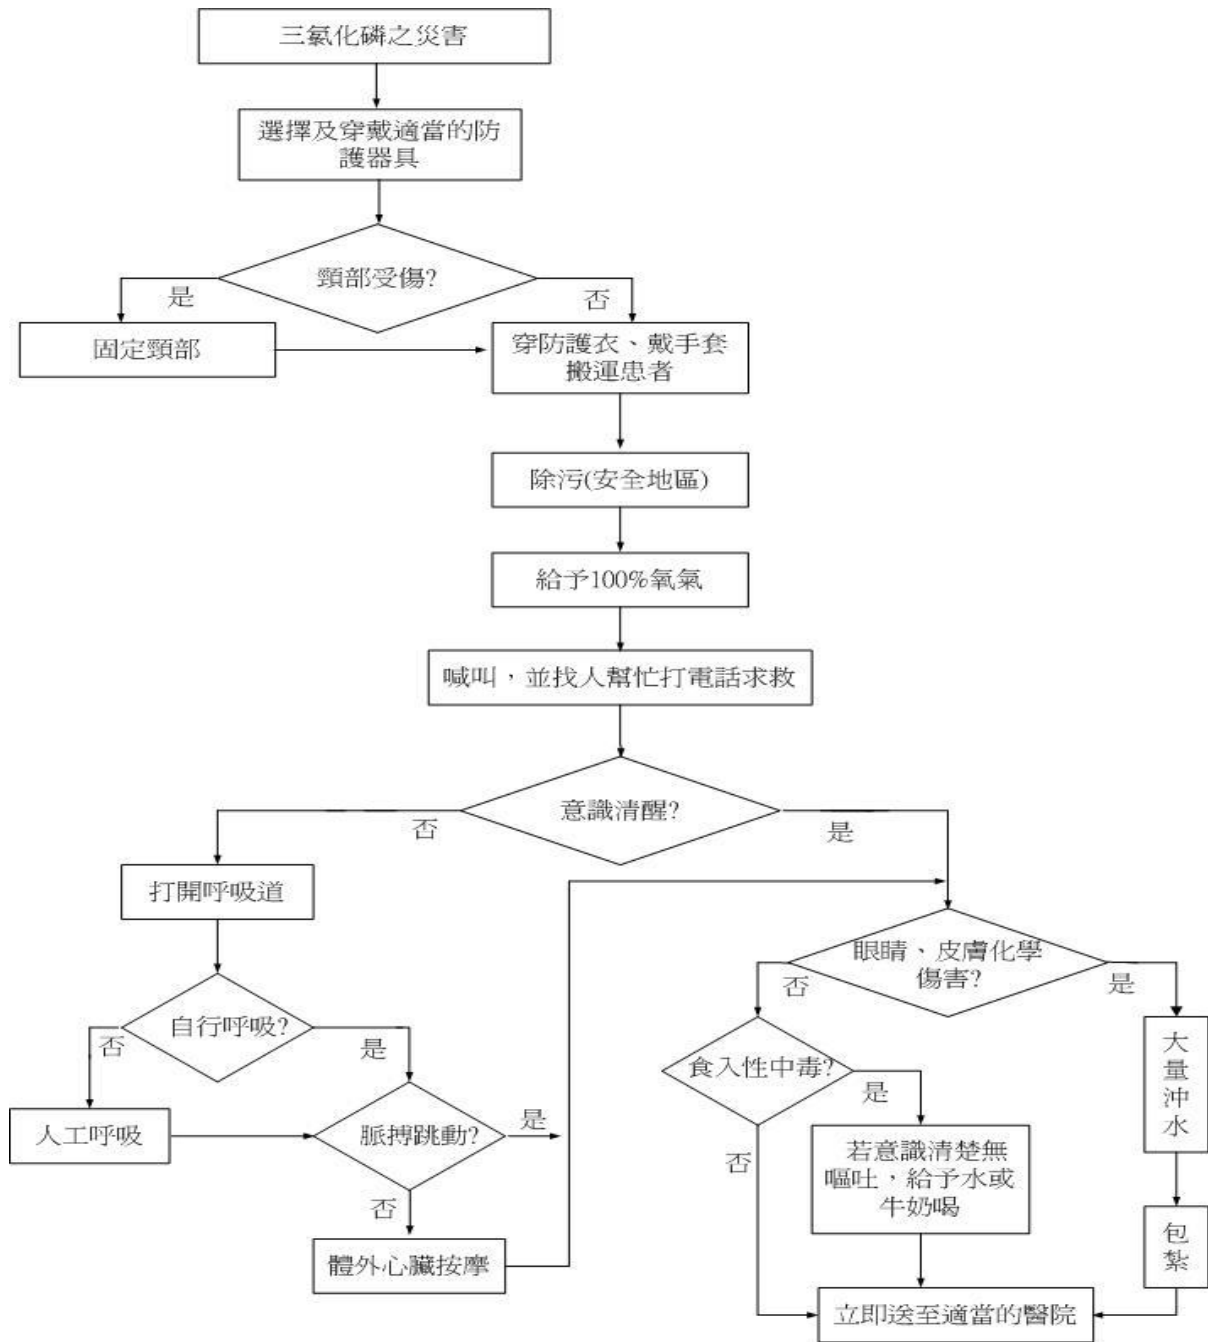 三氯化磷之災害
選擇及穿戴適當的防
護器具
頸部受傷?
是
否
固定頸部
穿防護衣、戴手套
搬運患者
除污(安全地區)
給予100%氧氣
喊叫，並找人幫忙打電話求救
意識清醒?
否
是
打開呼吸道
眼睛、皮膚化學
傷害?
否
是
自行呼吸?
否
是
大
量
沖
水
食入性中毒?
是
否
人工呼吸
脈搏跳動?
是
否
若意識清楚無
嘔吐，給予水或
牛奶喝
包
紮
體外心臟按摩
立即送至適當的醫院